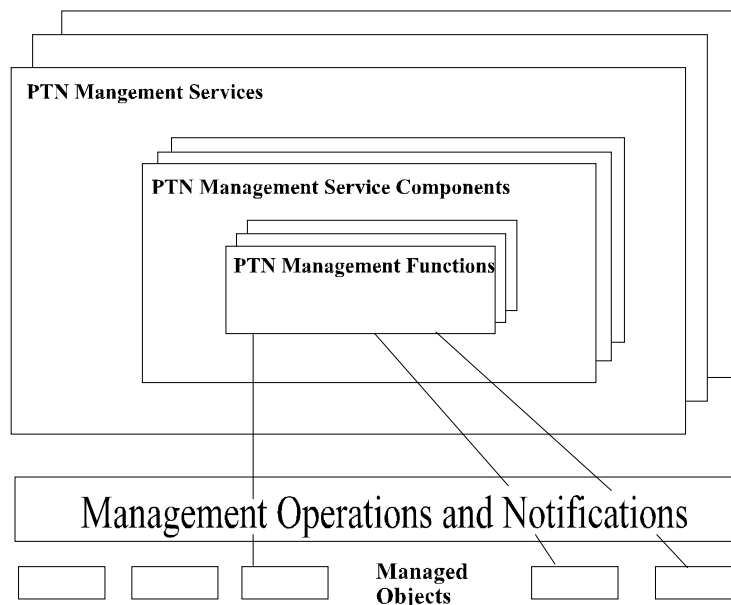 PTN Mangement Services
PTN Management Service Components
PTN Management Functions
Management Operations and Notifications
Managed
Objects